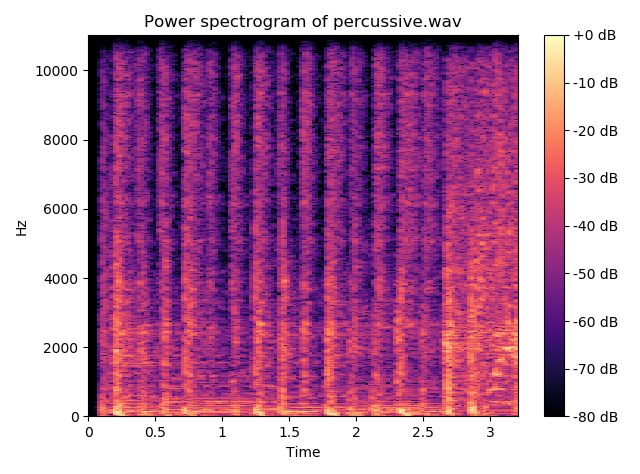 Power spectrogram of percussive.wav
Hz
10000
8000
6000
4000
2000
0
0 0.5 1 1.5 2 2.5 3
Time
+0 dB
-10 dB
-20 dB
-30 dB
-40 dB
-50 dB
-60 dB
-70 dB
-80 dB